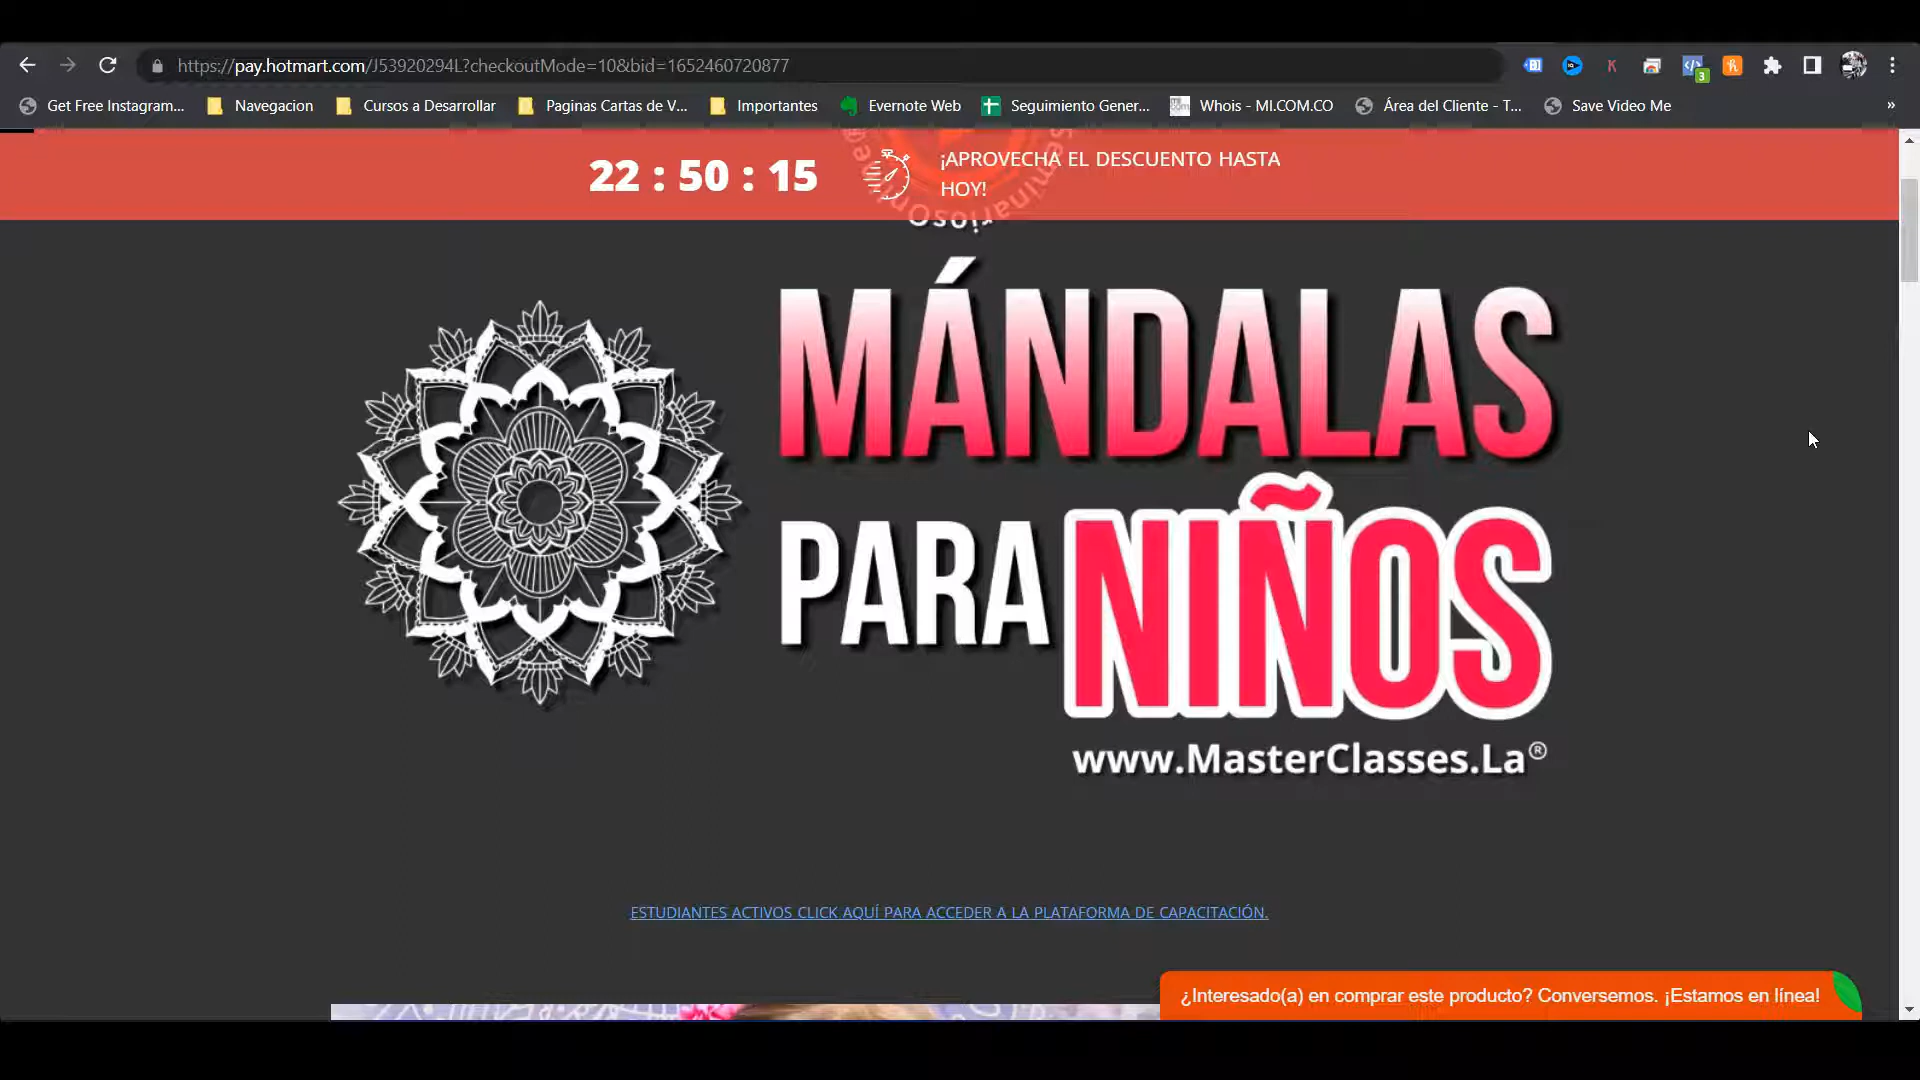 https://pay.hotmart.com/J53920294L?checkoutMode=10&bid=1652460720877
3
Get Free Instagram...
Navegacion
Cursos a Desarrollar
Paginas Cartas de V...
Importantes
Evernote Web
Seguimiento Gener...
Whois - MI.COM.CO
Área del Cliente - T...
Save Video Me
»
22 : 50 : 15
¡APROVECHA EL DESCUENTO HASTA
HOY!
MÁNDALAS
PARA NIÑOS
www.MasterClasses.La®
ESTUDIANTES ACTIVOS CLICK AQUÍ PARA ACCEDER A LA PLATAFORMA DE CAPACITACIÓN.
¿Interesado(a) en comprar este producto? Conversemos. ¡Estamos en línea!